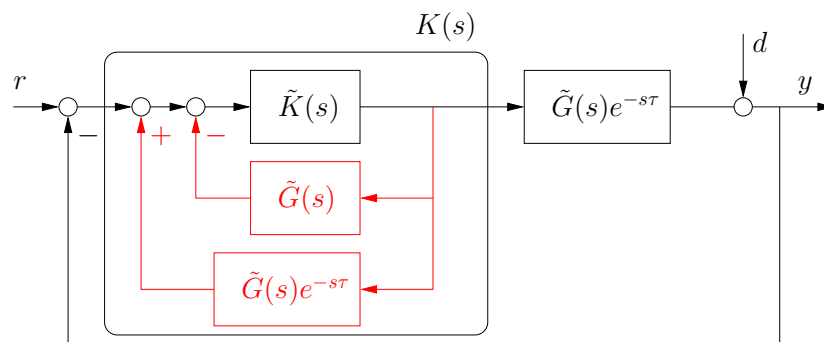 K(s)
r
d
y
K̃(s)
G̃(s)e^{-sτ}
−
+
−
G̃(s)
G̃(s)e^{-sτ}